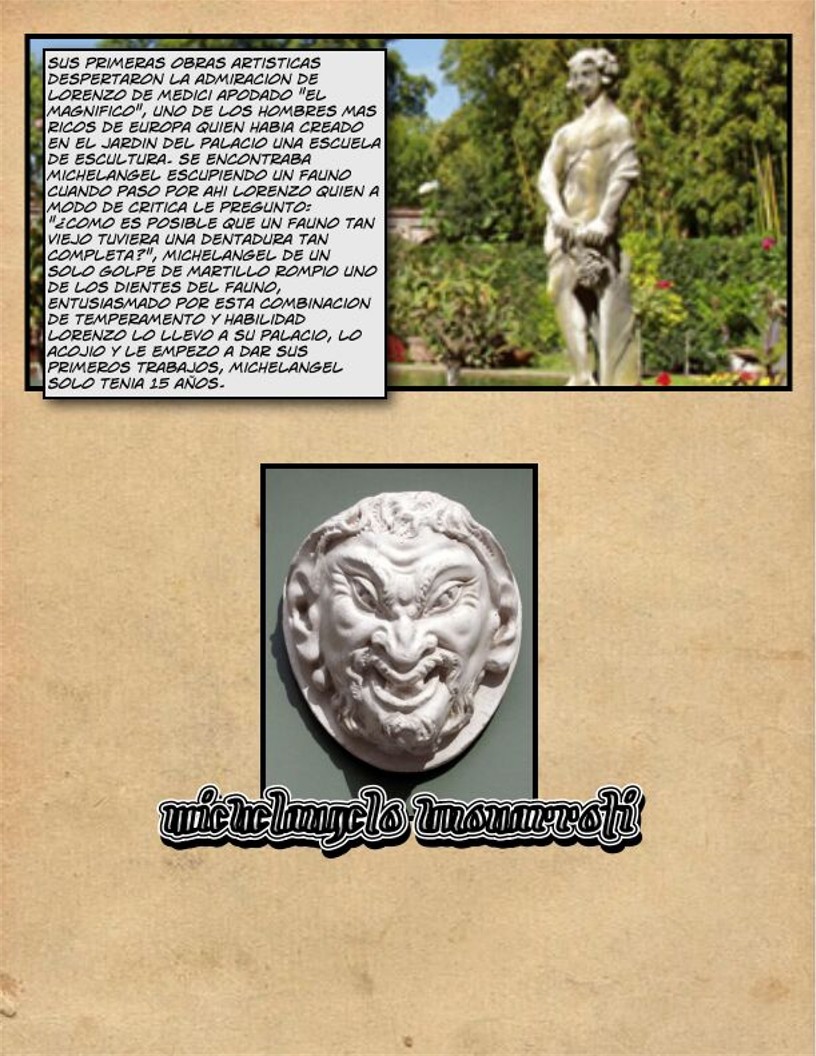 SUS PRIMERAS OBRAS ARTISTICAS
DESPERTARON LA ADMIRACION DE
LORENZO DE MEDICI APODADO "EL
MAGNIFICO", UNO DE LOS HOMBRES MAS
RICOS DE EUROPA QUIEN HABIA CREADO
EN EL JARDIN DEL PALACIO UNA ESCUELA
DE ESCULTURA. SE ENCONTRABA
MICHELANGEL ESCUPIENDO UN FAUNO
CUANDO PASO POR AHI LORENZO QUIEN A
MODO DE CRITICA LE PREGUNTO:
"¿COMO ES POSIBLE QUE UN FAUNO TAN
VIEJO TUVIERA UNA DENTADURA TAN
COMPLETA?", MICHELANGEL DE UN
SOLO GOLPE DE MARTILLO ROMPIO UNO
DE LOS DIENTES DEL FAUNO,
ENTUSIASMADO POR ESTA COMBINACION
DE TEMPERAMENTO Y HABILIDAD
LORENZO LO LLEVO A SU PALACIO, LO
ACOJIO Y LE EMPEZO A DAR SUS
PRIMEROS TRABAJOS, MICHELANGEL
SOLO TENIA 15 AÑOS.
michelangelo buonarroti